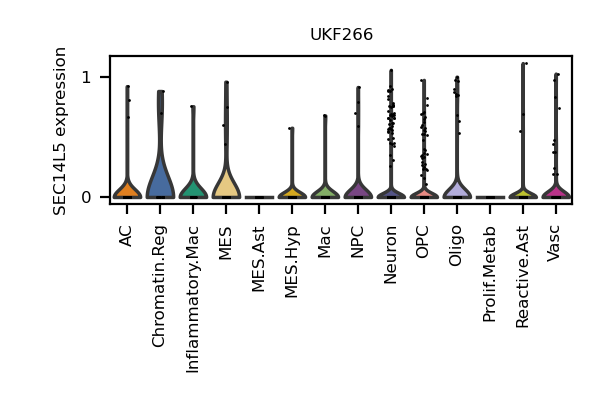 UKF266
SEC14L5 expression
1
0
AC
Chromatin.Reg
Inflammatory.Mac
MES
MES.Ast
MES.Hyp
Mac
NPC
Neuron
OPC
Oligo
Prolif.Metab
Reactive.Ast
Vasc